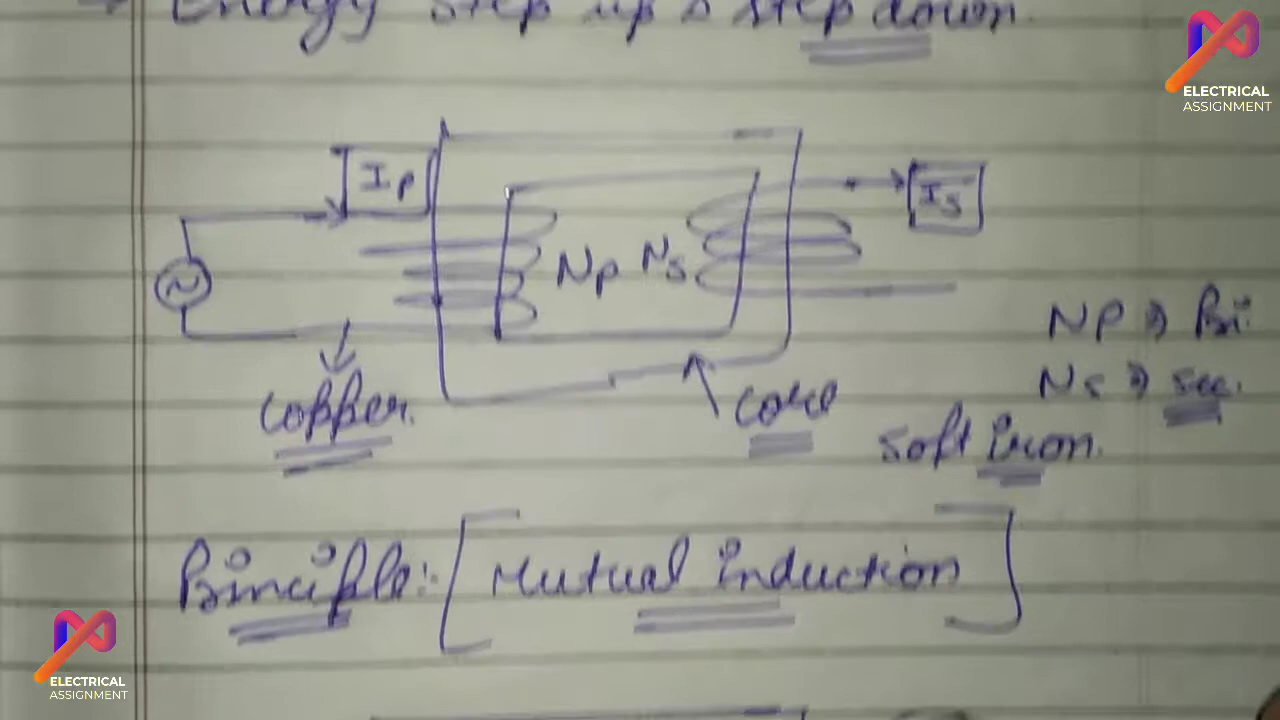 Energy step up & step down
ELECTRICAL
ASSIGNMENT
Ip
Is
Np Ns
NP ⇒ Pri.
Ns ⇒ sec.
copper.
core
soft iron.
Principle:- [Mutual induction]
ELECTRICAL
ASSIGNMENT